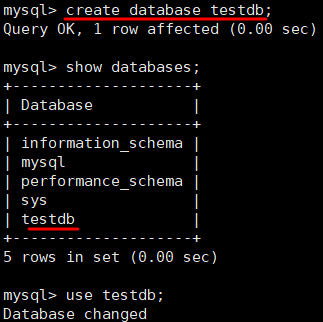 mysql> create database testdb;
Query OK, 1 row affected (0.00 sec)
mysql> show databases;
+--------------------+
| Database           |
+--------------------+
| information_schema |
| mysql              |
| performance_schema |
| sys                |
| testdb             |
+--------------------+
5 rows in set (0.00 sec)
mysql> use testdb;
Database changed